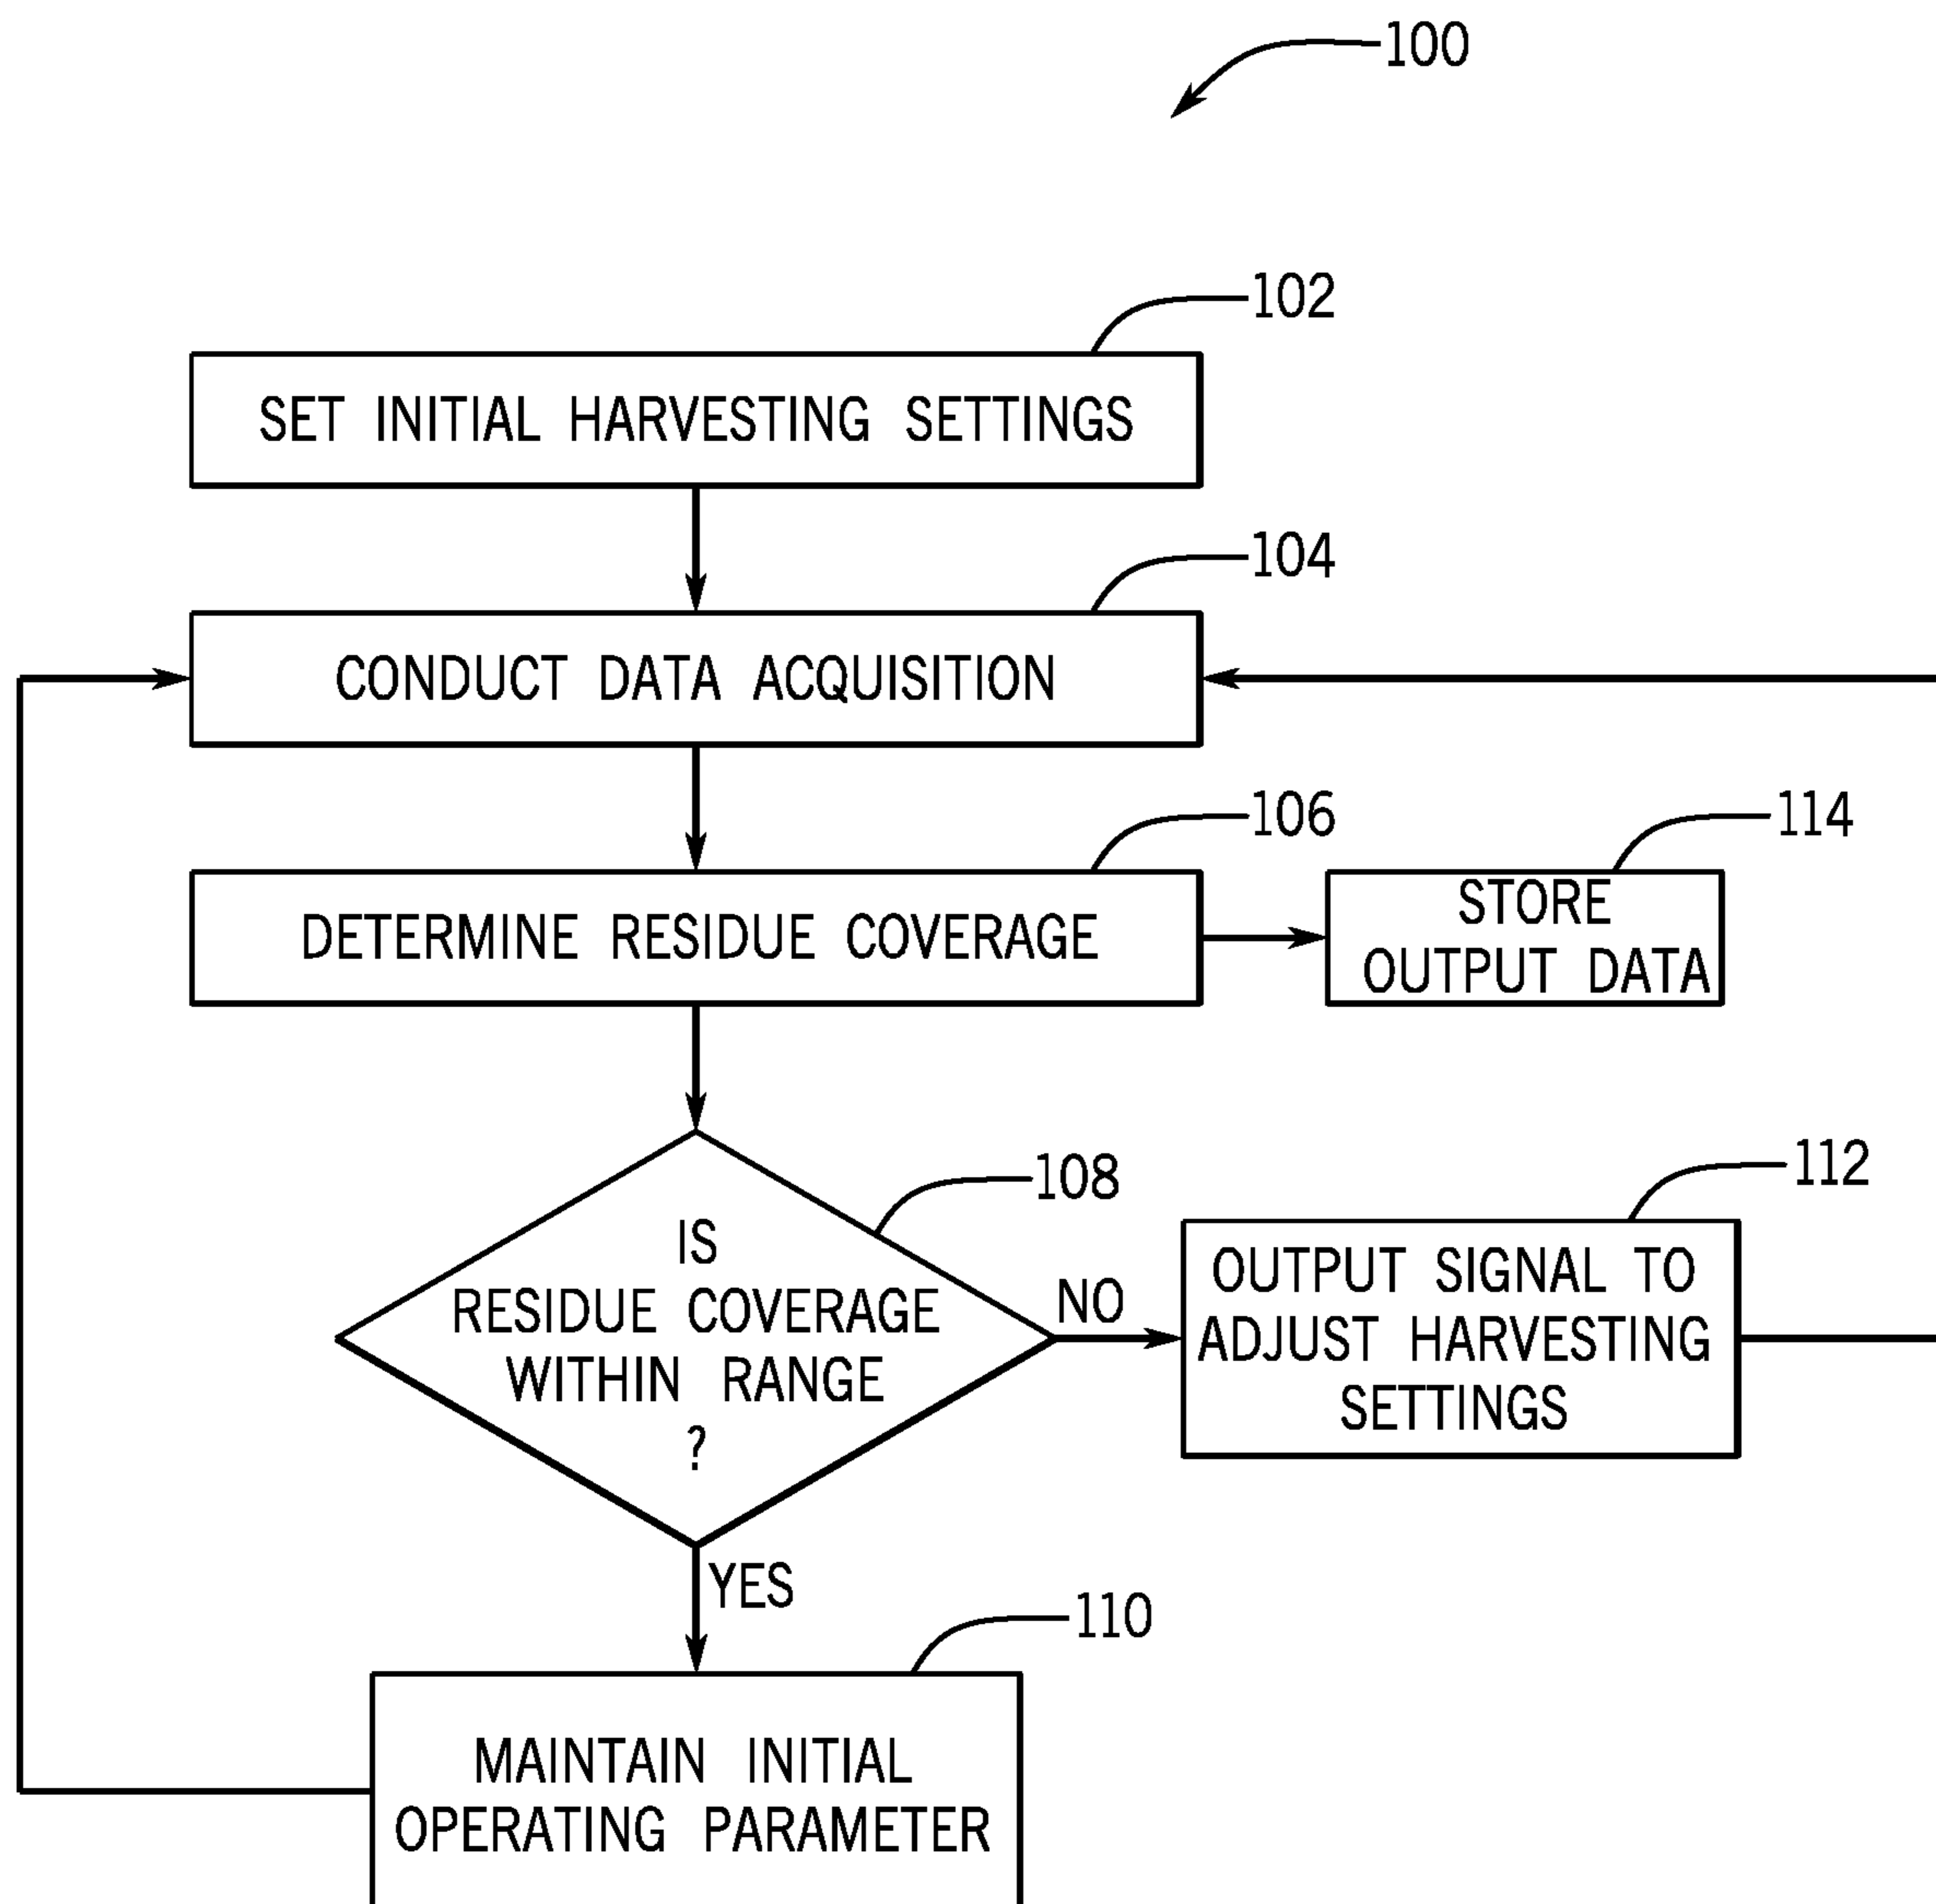 100
102
SET INITIAL HARVESTING SETTINGS
104
CONDUCT DATA ACQUISITION
106
DETERMINE RESIDUE COVERAGE
114
STORE
OUTPUT DATA
108
IS
RESIDUE COVERAGE
WITHIN RANGE
?
NO
112
OUTPUT SIGNAL TO
ADJUST HARVESTING
SETTINGS
YES
110
MAINTAIN INITIAL
OPERATING PARAMETER